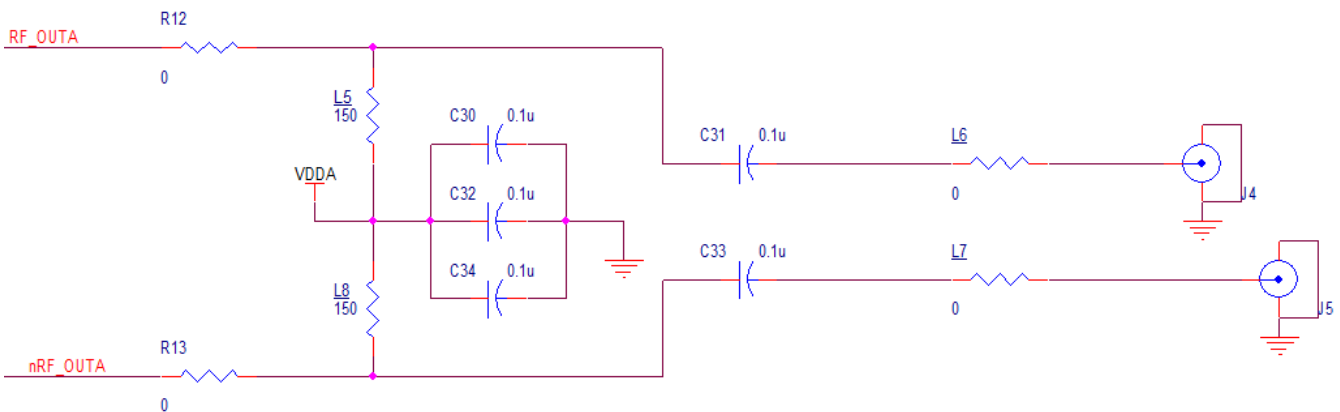 R12
RF_OUTA
0
L5
150
C30 0.1u
C31 0.1u
L6
0
J4
VDDA
C32 0.1u
C33 0.1u
L7
0
J5
C34 0.1u
L8
150
R13
nRF_OUTA
0